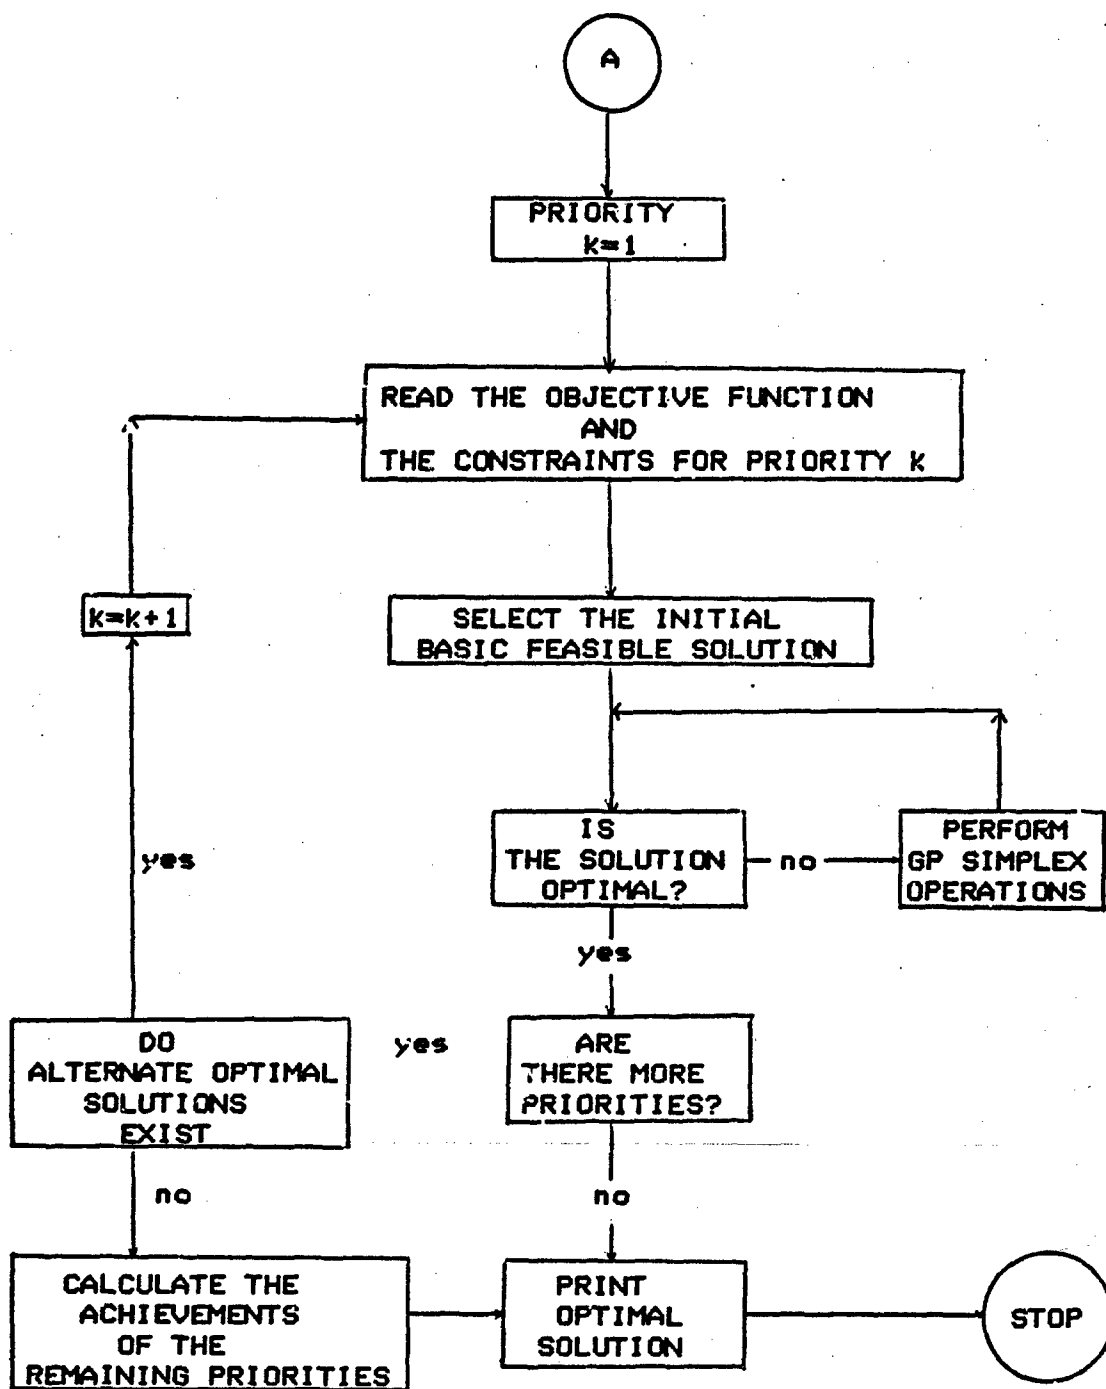 A
PRIORITY
k=1
READ THE OBJECTIVE FUNCTION
AND
THE CONSTRAINTS FOR PRIORITY k
k=k+1
SELECT THE INITIAL
BASIC FEASIBLE SOLUTION
yes
IS
THE SOLUTION
OPTIMAL?
no
PERFORM
GP SIMPLEX
OPERATIONS
yes
DO
ALTERNATE OPTIMAL
SOLUTIONS
EXIST
yes
ARE
THERE MORE
PRIORITIES?
no
no
CALCULATE THE
ACHIEVEMENTS
OF THE
REMAINING PRIORITIES
PRINT
OPTIMAL
SOLUTION
STOP